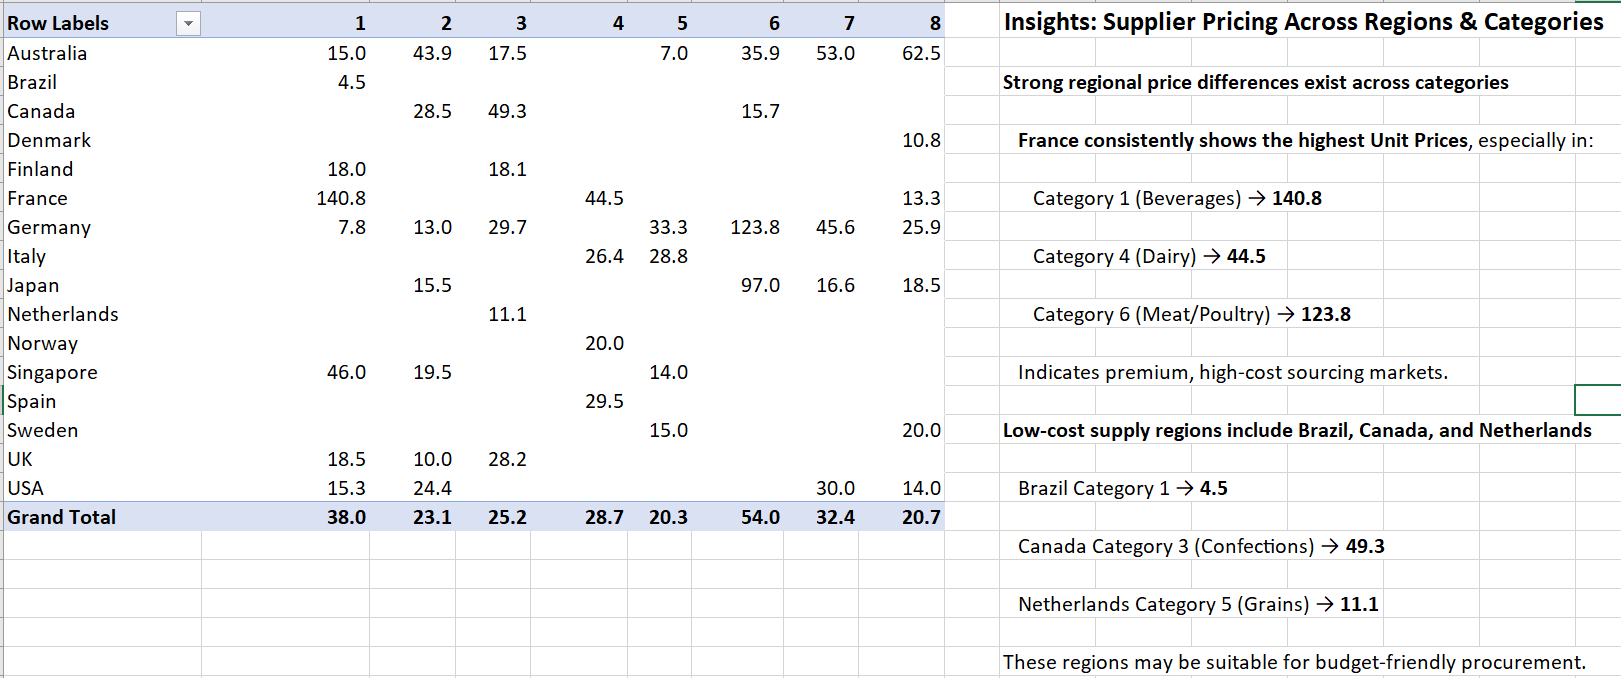 Row Labels 1 2 3 4 5 6 7 8
Australia 15.0 43.9 17.5 7.0 35.9 53.0 62.5
Brazil 4.5
Canada 28.5 49.3 15.7
Denmark 10.8
Finland 18.0 18.1
France 140.8 44.5 13.3
Germany 7.8 13.0 29.7 33.3 123.8 45.6 25.9
Italy 26.4 28.8
Japan 15.5 97.0 16.6 18.5
Netherlands 11.1
Norway 20.0
Singapore 46.0 19.5 14.0
Spain 29.5
Sweden 15.0 20.0
UK 18.5 10.0 28.2
USA 15.3 24.4 30.0 14.0
Grand Total 38.0 23.1 25.2 28.7 20.3 54.0 32.4 20.7
Insights: Supplier Pricing Across Regions & Categories
Strong regional price differences exist across categories
France consistently shows the highest Unit Prices, especially in:
Category 1 (Beverages) → 140.8
Category 4 (Dairy) → 44.5
Category 6 (Meat/Poultry) → 123.8
Indicates premium, high-cost sourcing markets.
Low-cost supply regions include Brazil, Canada, and Netherlands
Brazil Category 1 → 4.5
Canada Category 3 (Confections) → 49.3
Netherlands Category 5 (Grains) → 11.1
These regions may be suitable for budget-friendly procurement.